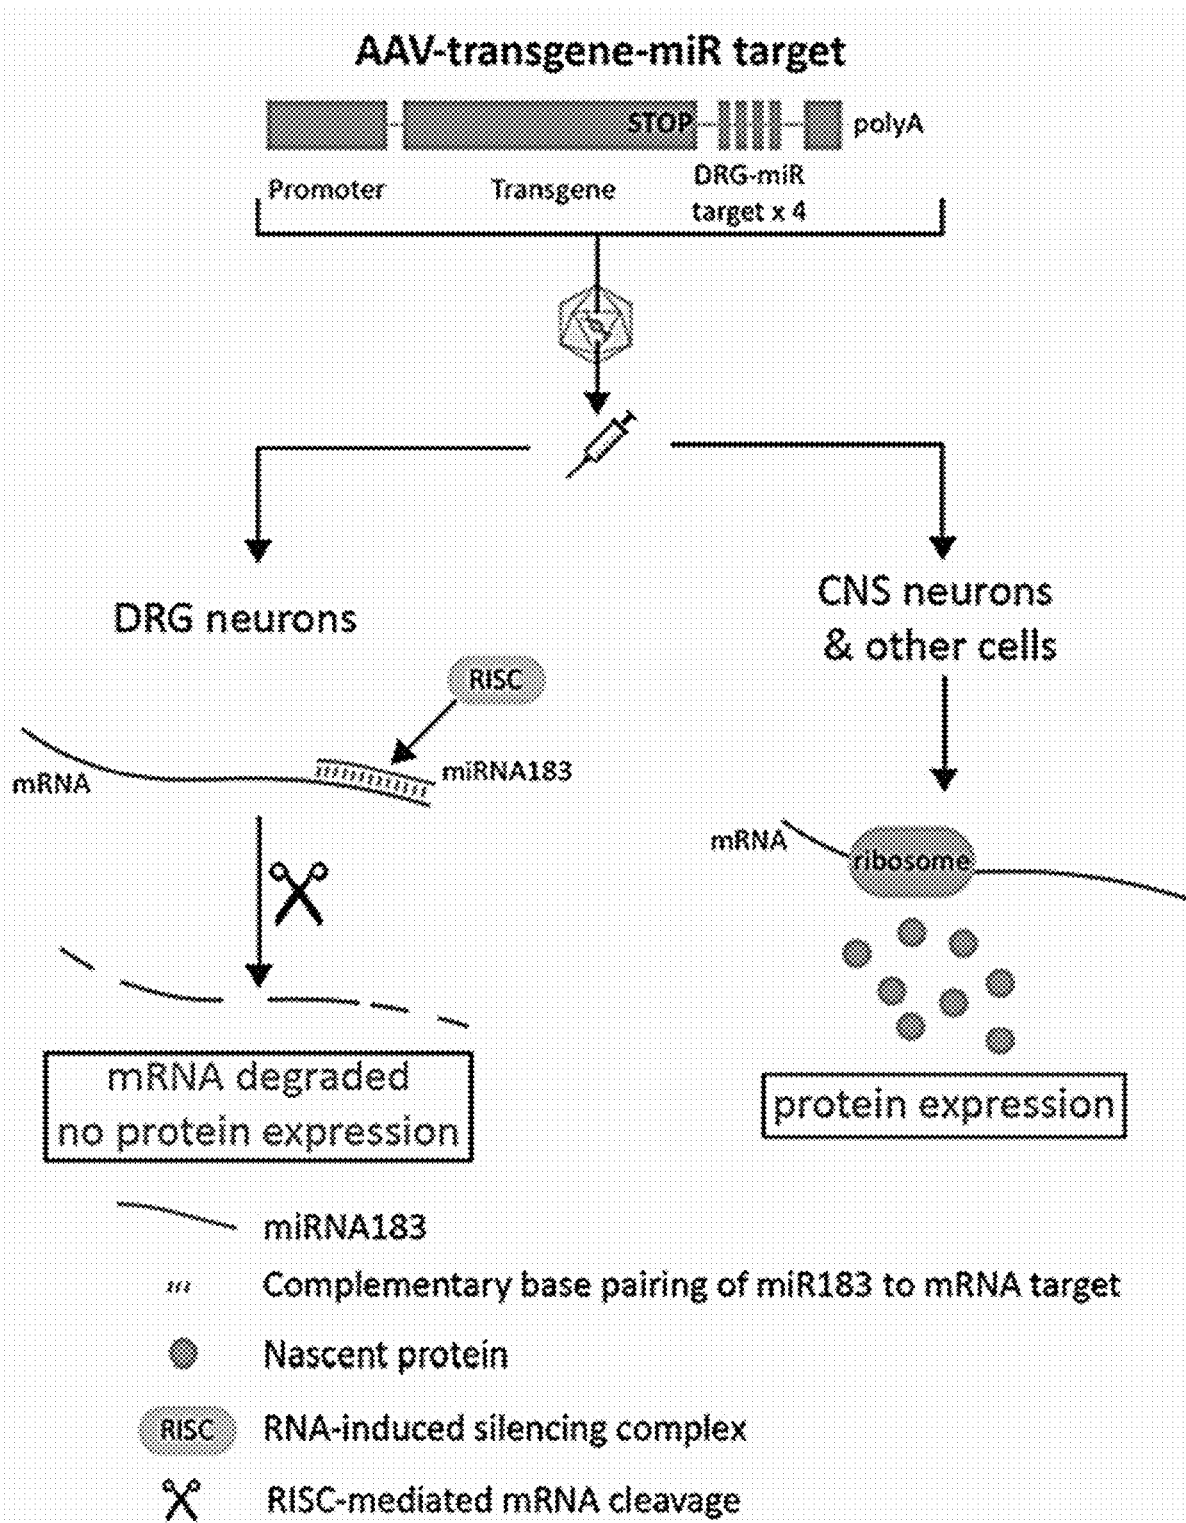 AAV-transgene-miR target
STOP
polyA
Promoter
Transgene
DRG-miR
target x 4
DRG neurons
CNS neurons
& other cells
RISC
mRNA
miRNA183
mRNA
ribosome
mRNA degraded
no protein expression
protein expression
miRNA183
Complementary base pairing of miR183 to mRNA target
Nascent protein
RISC
RNA-induced silencing complex
RISC-mediated mRNA cleavage